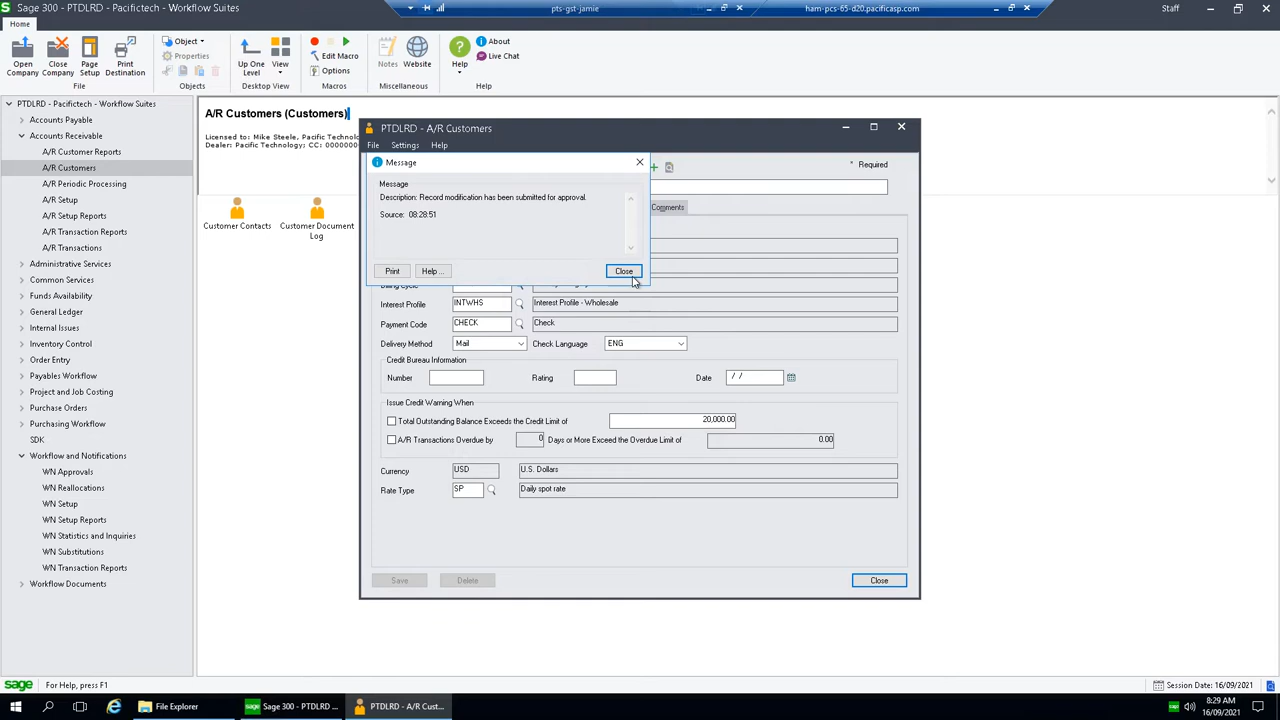 Sage 300 - PTDLRD - Pacifictech - Workflow Suites
pts-gst-jamie
ham-pcs-65-d20.pacificasp.com
Staff
Home
Open Company
Close Company
Page Setup
Print Destination
File
Object
Properties
Objects
Up One Level
View
Desktop View
Edit Macro
Options
Macros
Notes
Website
Miscellaneous
Help
About
Live Chat
Help
PTDLRD - Pacifictech - Workflow Suites
Accounts Payable
Accounts Receivable
A/R Customer Reports
A/R Customers
A/R Periodic Processing
A/R Setup
A/R Setup Reports
A/R Transaction Reports
A/R Transactions
Administrative Services
Common Services
Funds Availability
General Ledger
Internal Issues
Inventory Control
Order Entry
Payables Workflow
Project and Job Costing
Purchase Orders
Purchasing Workflow
SDK
Workflow and Notifications
WN Approvals
WN Reallocations
WN Setup
WN Setup Reports
WN Statistics and Inquiries
WN Substitutions
WN Transaction Reports
Workflow Documents
A/R Customers (Customers)
Licensed to: Mike Steele, Pacific Technolo
Dealer: Pacific Technology; CC: 0000000
Customer Contacts
Customer Document Log
PTDLRD - A/R Customers
File Settings Help
* Required
Comments
Message
Message
Description: Record modification has been submitted for approval.
Source: 08:28:51
Print
Help ...
Close
Interest Profile INTWHS Interest Profile - Wholesale
Payment Code CHECK Check
Delivery Method Mail Check Language ENG
Credit Bureau Information
Number Rating Date / /
Issue Credit Warning When
Total Outstanding Balance Exceeds the Credit Limit of 20,000.00
A/R Transactions Overdue by 0 Days or More Exceed the Overdue Limit of 0.00
Currency USD U.S. Dollars
Rate Type SP Daily spot rate
Save Delete Close
sage For Help, press F1
Session Date: 16/09/2021
File Explorer
Sage 300 - PTDLRD ...
PTDLRD - A/R Cust...
8:29 AM
16/09/2021